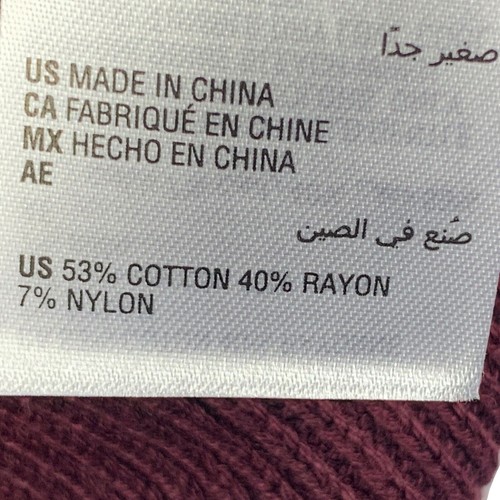 صغير جدًا
US MADE IN CHINA
CA FABRIQUÉ EN CHINE
MX HECHO EN CHINA
AE
صُنع في الصين
US 53% COTTON 40% RAYON
7% NYLON